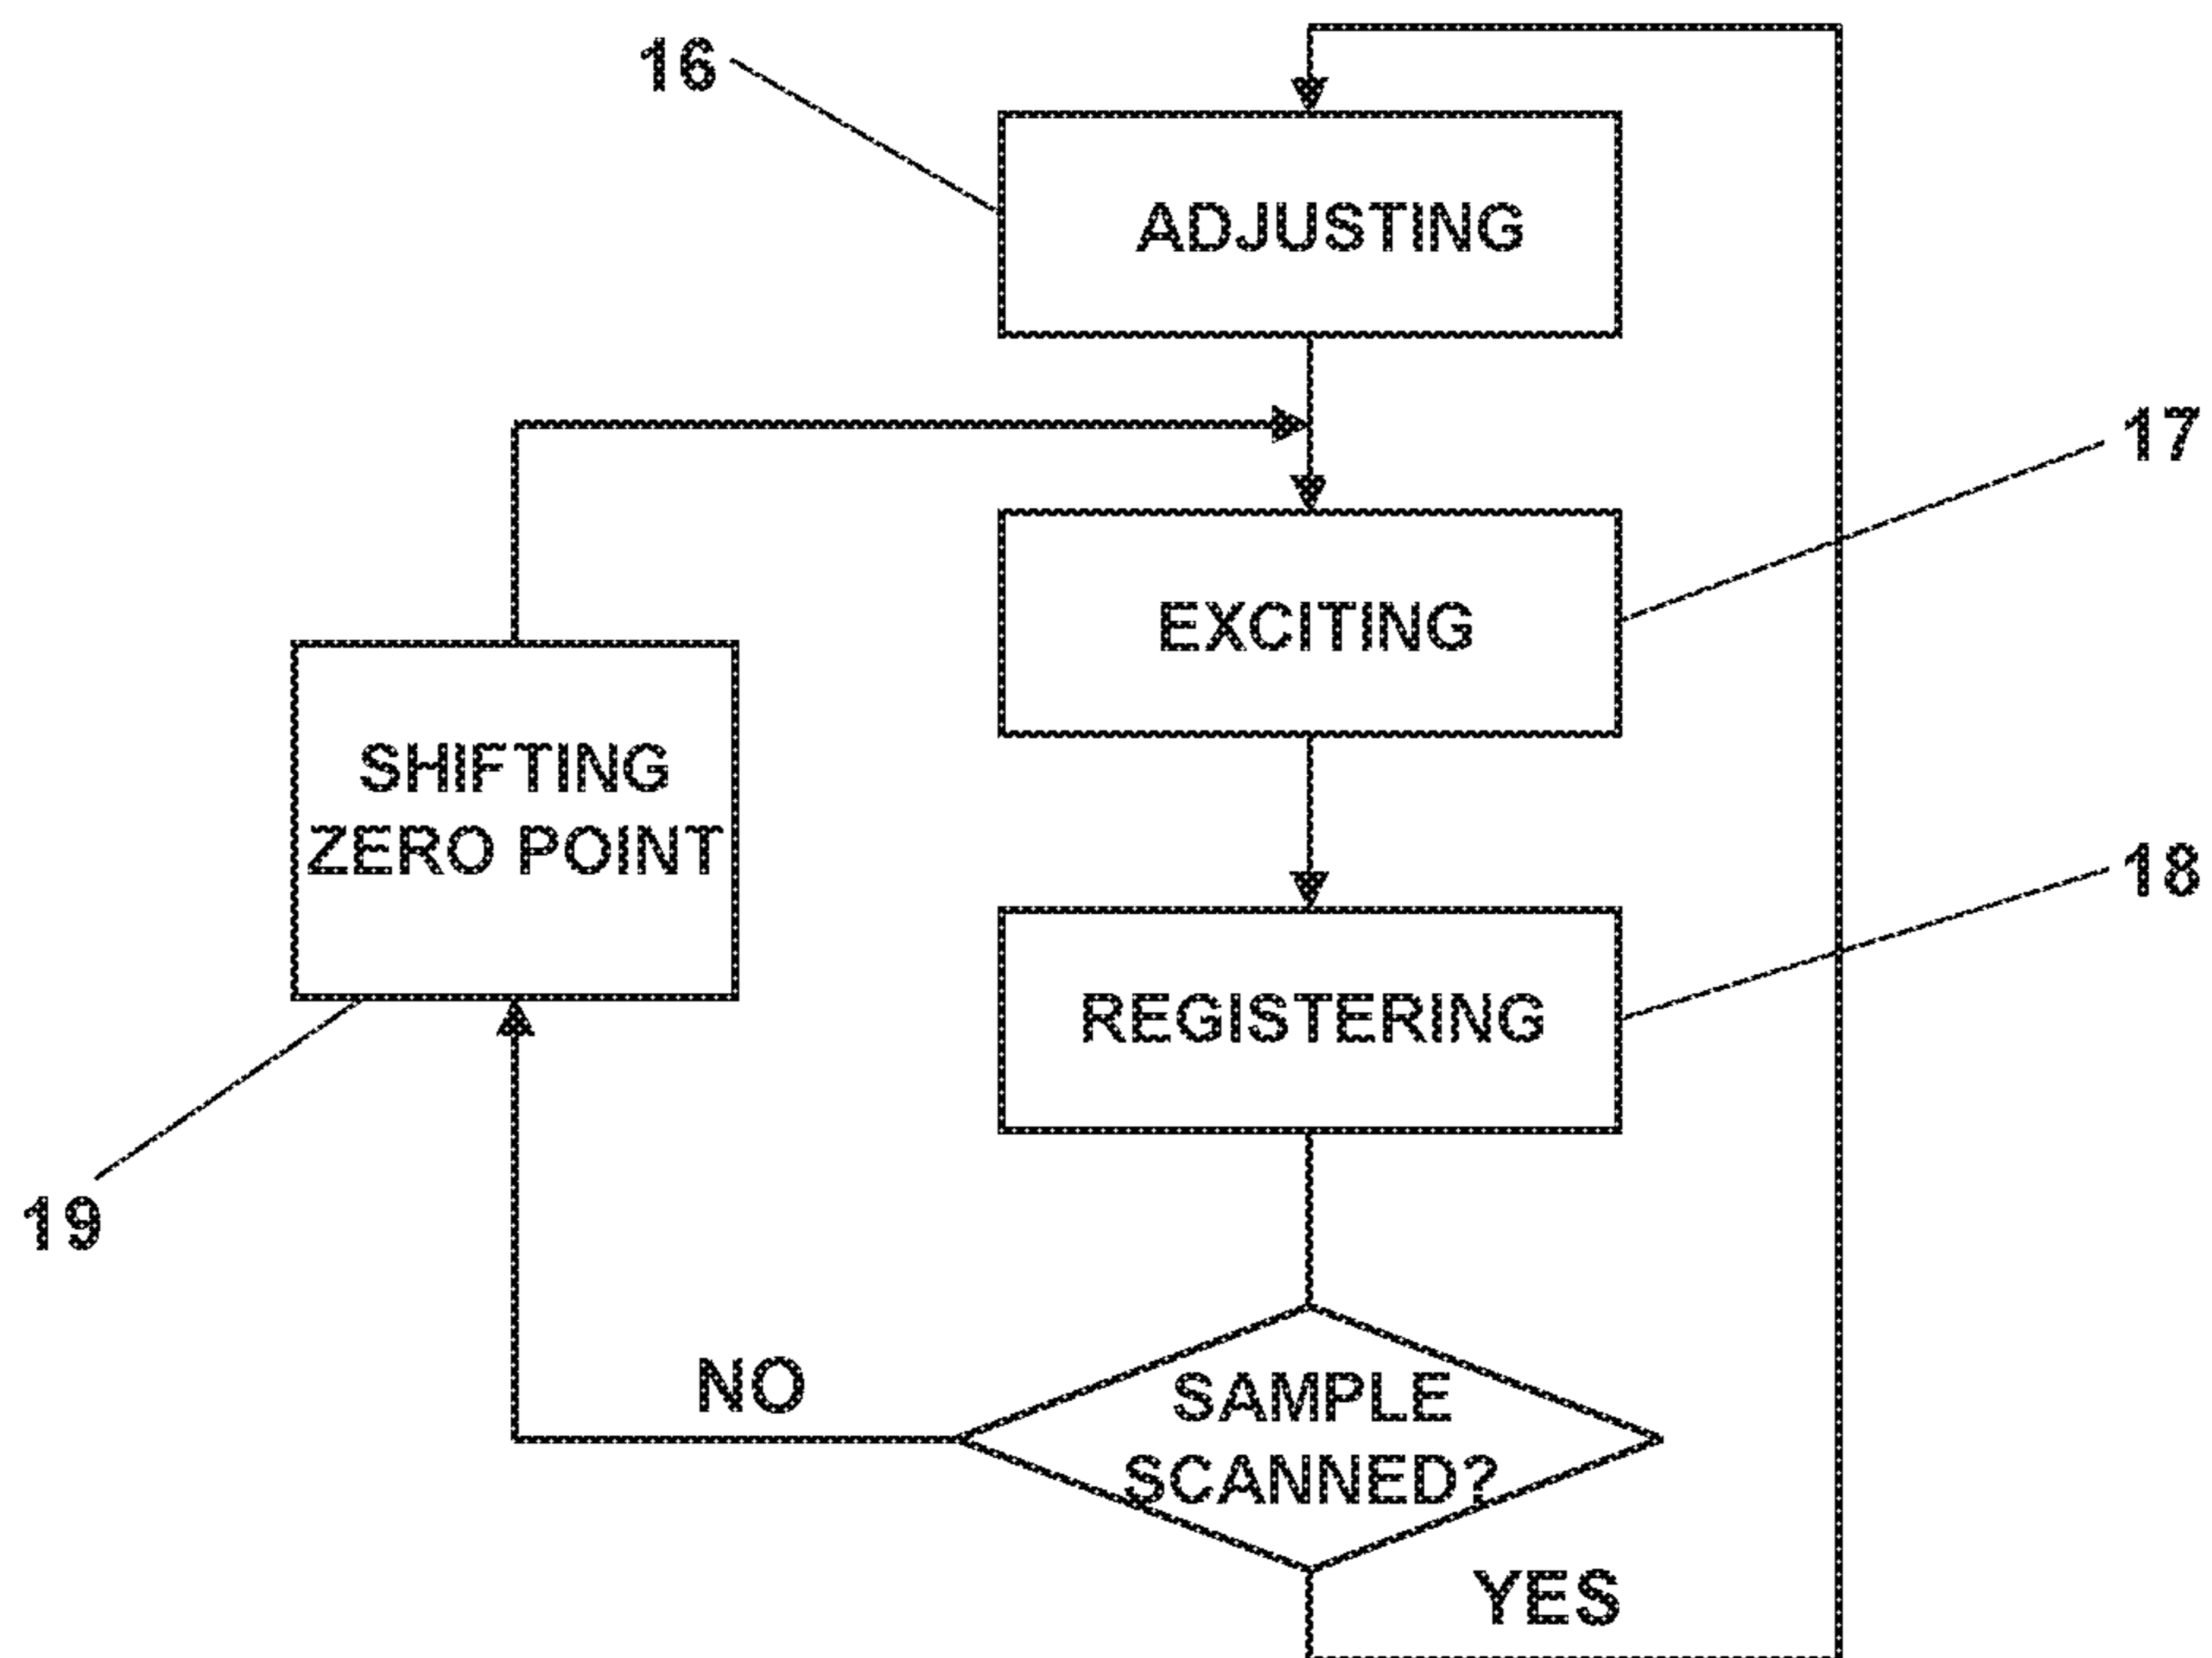 16
ADJUSTING
17
EXCITING
SHIFTING
ZERO POINT
18
REGISTERING
19
NO
SAMPLE
SCANNED?
YES